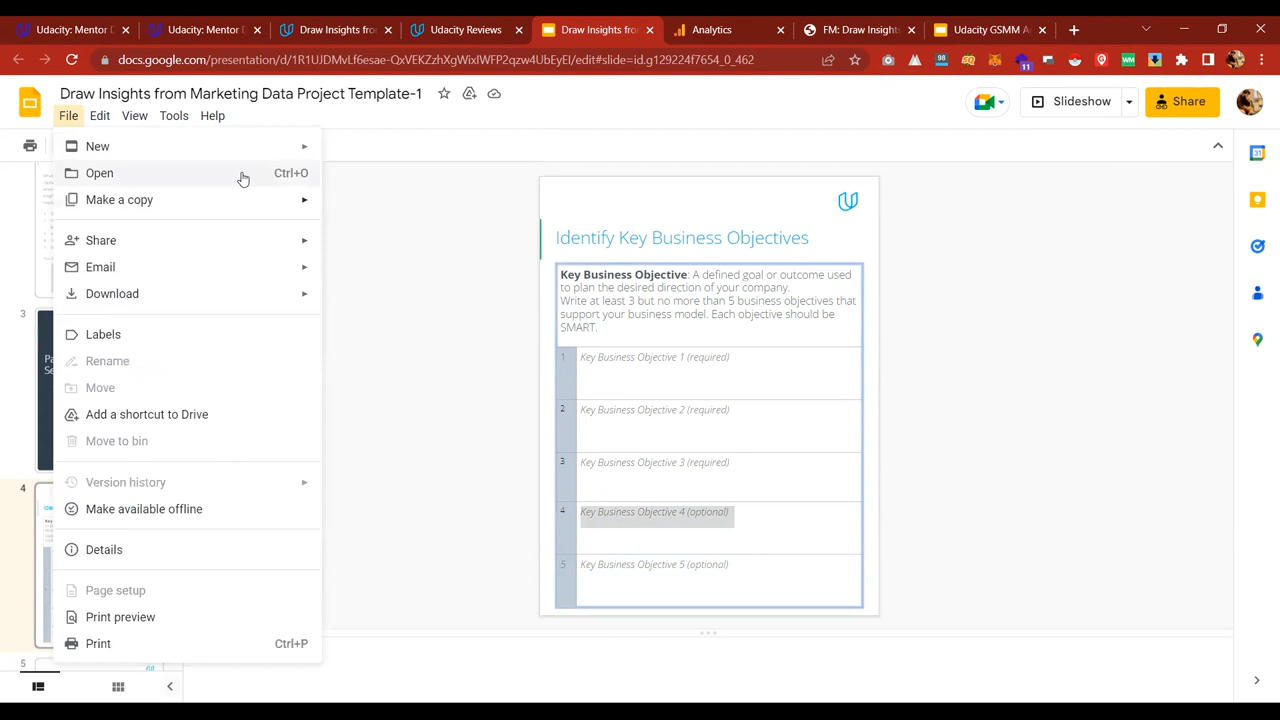 Udacity: Mentor D
Udacity: Mentor D
Draw Insights fro
Udacity Reviews
Draw Insights fro
Analytics
FM: Draw Insight
Udacity GSMM A
docs.google.com/presentation/d/1R1UJDMvLf6esae-QxVEKZzhXgWixIWFP2qzw4UbEyEI/edit#slide=id.g129224f7654_0_462
98
11
WM
Draw Insights from Marketing Data Project Template-1
File Edit View Tools Help
Slideshow
Share
New
Open Ctrl+O
Make a copy
Share
Email
Download
Labels
Rename
Move
Add a shortcut to Drive
Move to bin
Version history
Make available offline
Details
Page setup
Print preview
Print Ctrl+P
3
Pa
Se
4
5
Identify Key Business Objectives
Key Business Objective: A defined goal or outcome used
to plan the desired direction of your company.
Write at least 3 but no more than 5 business objectives that
support your business model. Each objective should be
SMART.
1 Key Business Objective 1 (required)
2 Key Business Objective 2 (required)
3 Key Business Objective 3 (required)
4 Key Business Objective 4 (optional)
5 Key Business Objective 5 (optional)
31